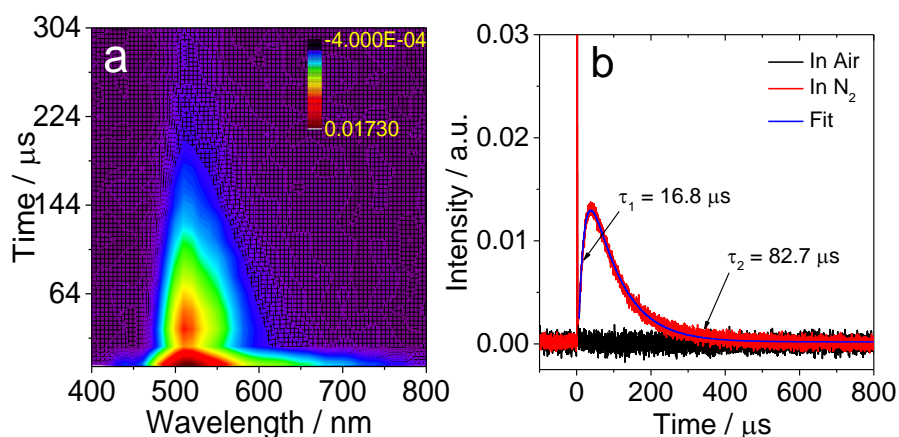 a
-4.000E-04
0.01730
304
224
144
64
Time / μs
400 500 600 700 800
Wavelength / nm
b
In Air
In N2
Fit
τ1 = 16.8 μs
τ2 = 82.7 μs
0.03
0.02
0.01
0.00
Intensity / a.u.
0 200 400 600 800
Time / μs